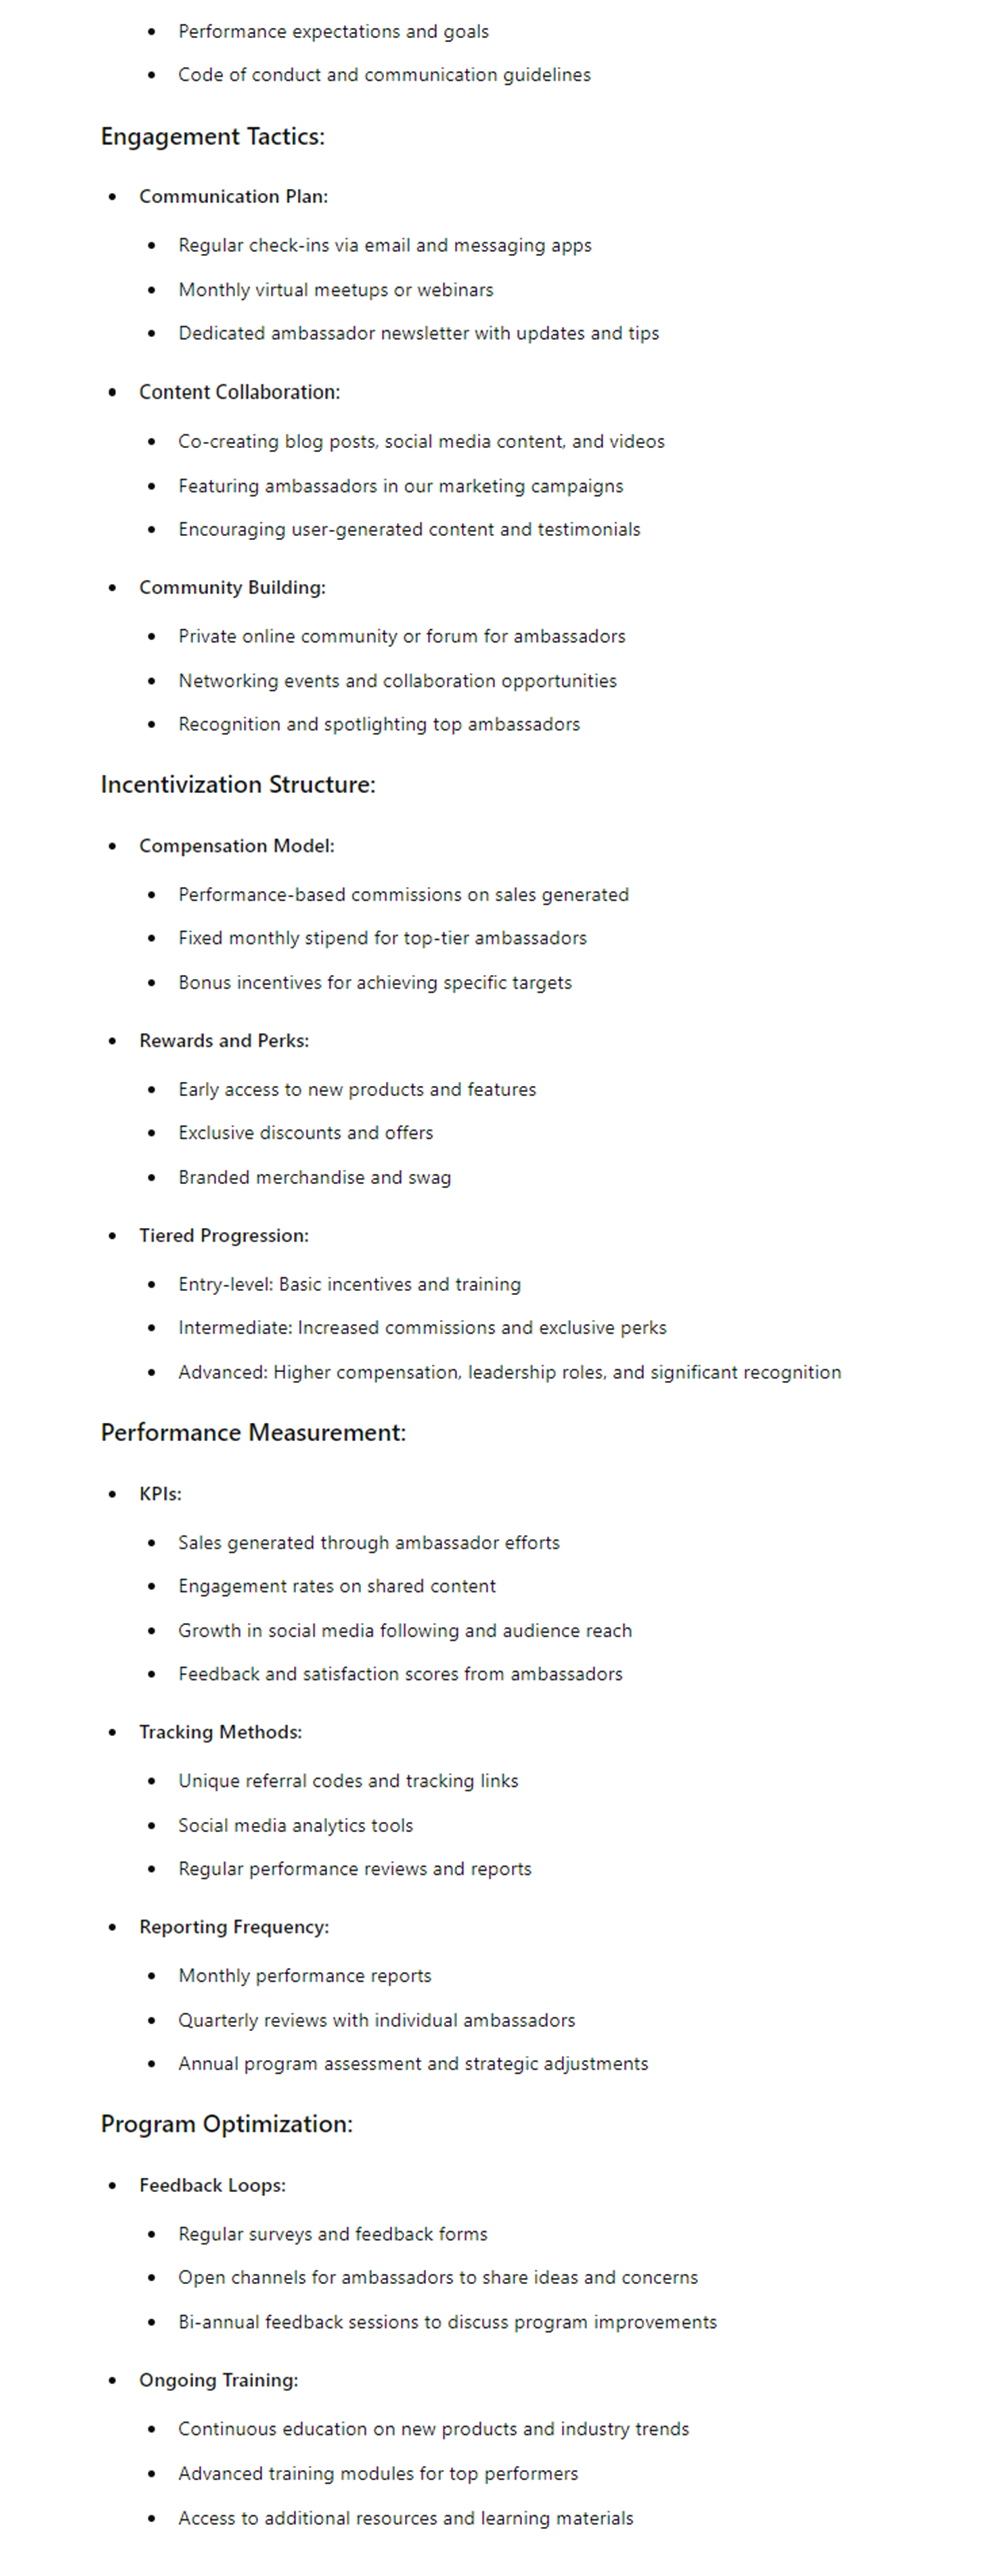 Performance expectations and goals
Code of conduct and communication guidelines
Engagement Tactics:
Communication Plan:
Regular check-ins via email and messaging apps
Monthly virtual meetups or webinars
Dedicated ambassador newsletter with updates and tips
Content Collaboration:
Co-creating blog posts, social media content, and videos
Featuring ambassadors in our marketing campaigns
Encouraging user-generated content and testimonials
Community Building:
Private online community or forum for ambassadors
Networking events and collaboration opportunities
Recognition and spotlighting top ambassadors
Incentivization Structure:
Compensation Model:
Performance-based commissions on sales generated
Fixed monthly stipend for top-tier ambassadors
Bonus incentives for achieving specific targets
Rewards and Perks:
Early access to new products and features
Exclusive discounts and offers
Branded merchandise and swag
Tiered Progression:
Entry-level: Basic incentives and training
Intermediate: Increased commissions and exclusive perks
Advanced: Higher compensation, leadership roles, and significant recognition
Performance Measurement:
KPIs:
Sales generated through ambassador efforts
Engagement rates on shared content
Growth in social media following and audience reach
Feedback and satisfaction scores from ambassadors
Tracking Methods:
Unique referral codes and tracking links
Social media analytics tools
Regular performance reviews and reports
Reporting Frequency:
Monthly performance reports
Quarterly reviews with individual ambassadors
Annual program assessment and strategic adjustments
Program Optimization:
Feedback Loops:
Regular surveys and feedback forms
Open channels for ambassadors to share ideas and concerns
Bi-annual feedback sessions to discuss program improvements
Ongoing Training:
Continuous education on new products and industry trends
Advanced training modules for top performers
Access to additional resources and learning materials